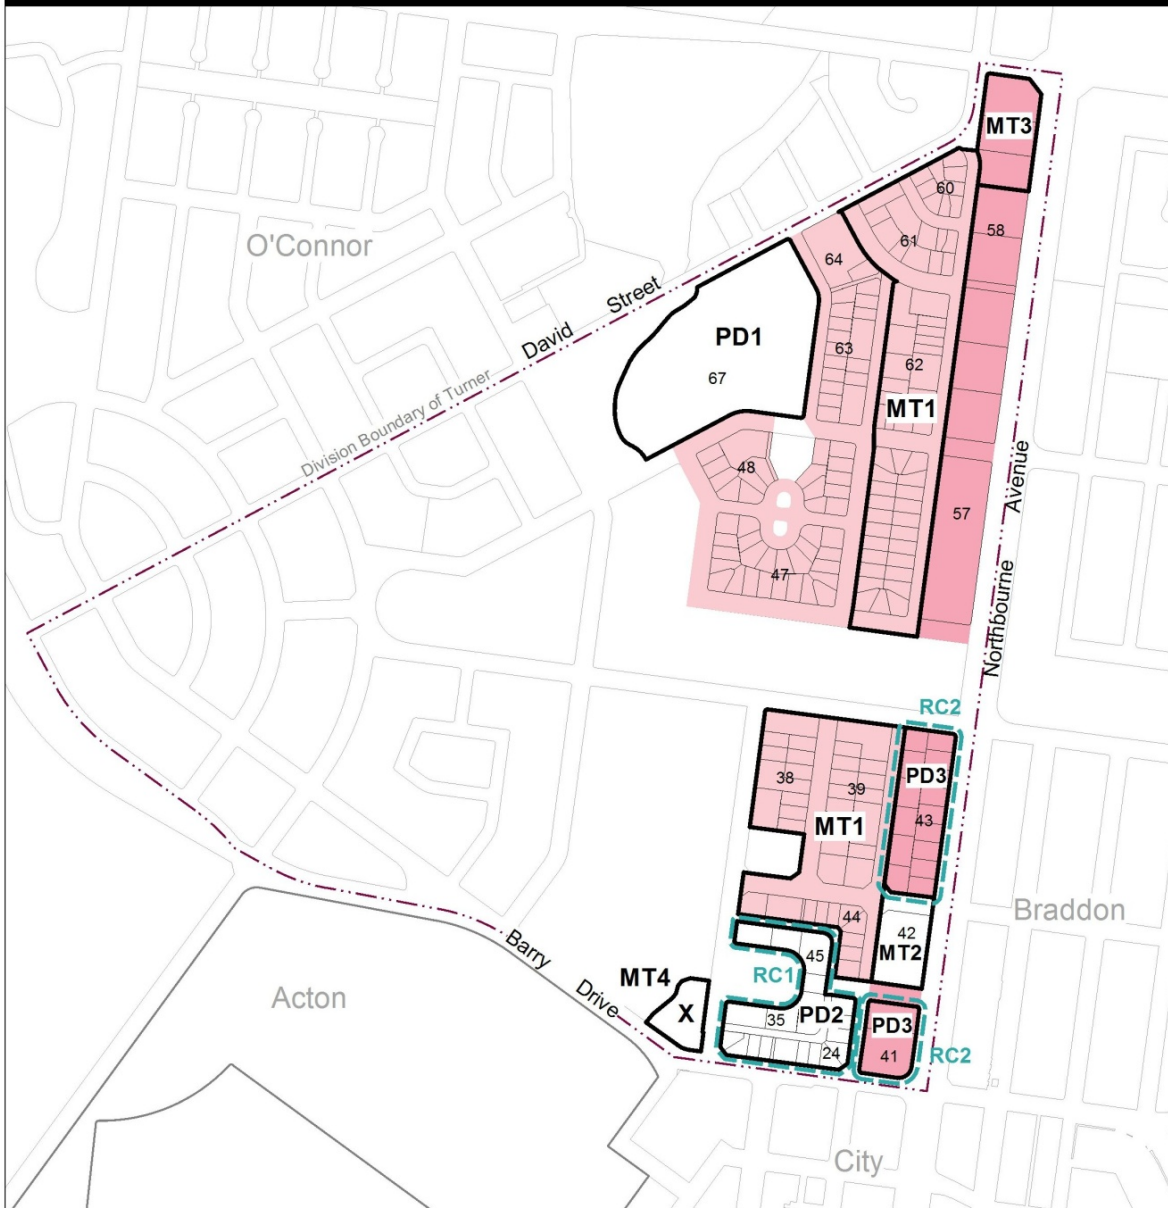 MT3
60
58
61
O'Connor
64
David Street
PD1
63
62
67
MT1
Division Boundary of Turner
48
57
Northbourne Avenue
47
RC2
PD3
38
39
43
MT1
44
Braddon
42
Barry Drive
45
MT2
RC1
MT4
Acton
X
35
PD2
PD3
24
41
RC2
City